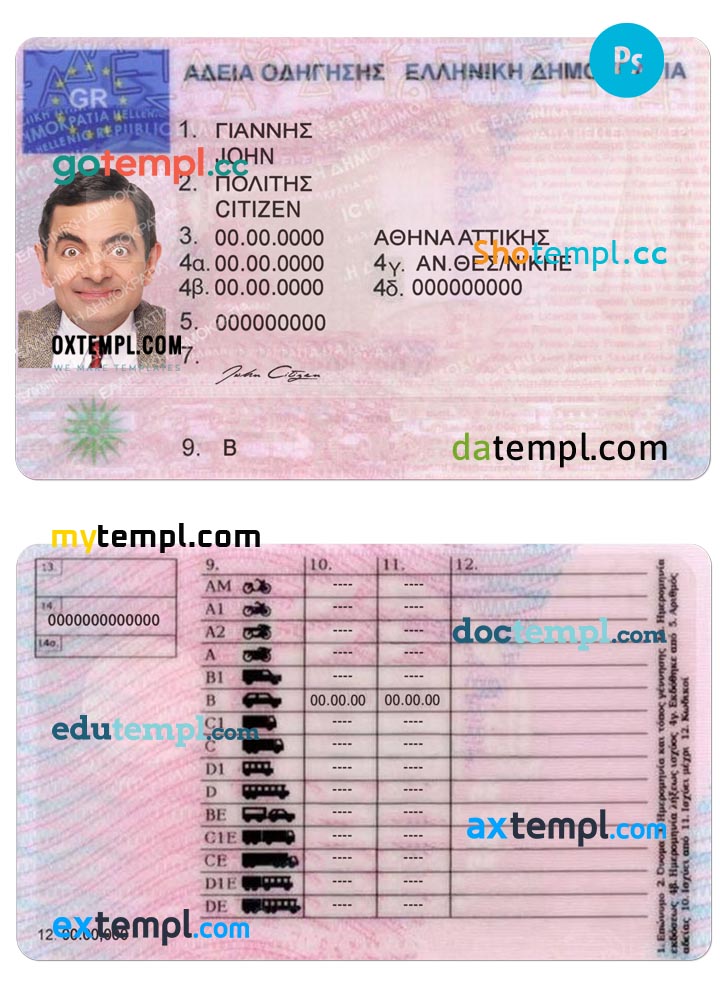 Ps
GR
ΑΔΕΙΑ ΟΔΗΓΗΣΗΣ ΕΛΛΗΝΙΚΗ ΔΗΜΟ
ΙΑ
1. ΓΙΑΝΝΗΣ
JOHN
gotempl.cc
2. ΠΟΛΙΤΗΣ
CITIZEN
3. 00.00.0000 ΑΘΗΝΑ ΑΤΤΙΚΗΣ
Shotempl.cc
4α. 00.00.0000 4γ. ΑΝ.ΘΕΣ/ΝΙΚΗΣ
4β. 00.00.0000 4δ. 000000000
5. 000000000
OXTEMPL.COM
WE MAKE TEMPLATES
7. John Citizen
9. B
datempl.com
mytempl.com
13. 9. 10. 11. 12.
AM ---- ----
14. A1 ---- ----
0000000000000
A2 ---- ----
doctempl.com
14α. A ---- ----
B1 ---- ----
B 00.00.00 00.00.00
edutempl.com
C1 ---- ----
C ---- ----
D1 ---- ----
D ---- ----
BE ---- ----
axtempl.com
C1E ---- ----
CE ---- ----
D1E ---- ----
DE ---- ----
extempl.com
12. 00.00,000
1. Επώνυμο 2. Όνομα 3. Ημερομηνία και τόπος γέννησης 4α. Ημερομηνία
εκδόσεως 4β. Ημερομηνία λήξεως ισχύος 4γ. Εκδόθηκε από 5. Αριθμός
αδείας 10. Ισχύει από 11. Ισχύει μέχρι 12. Κωδικοί